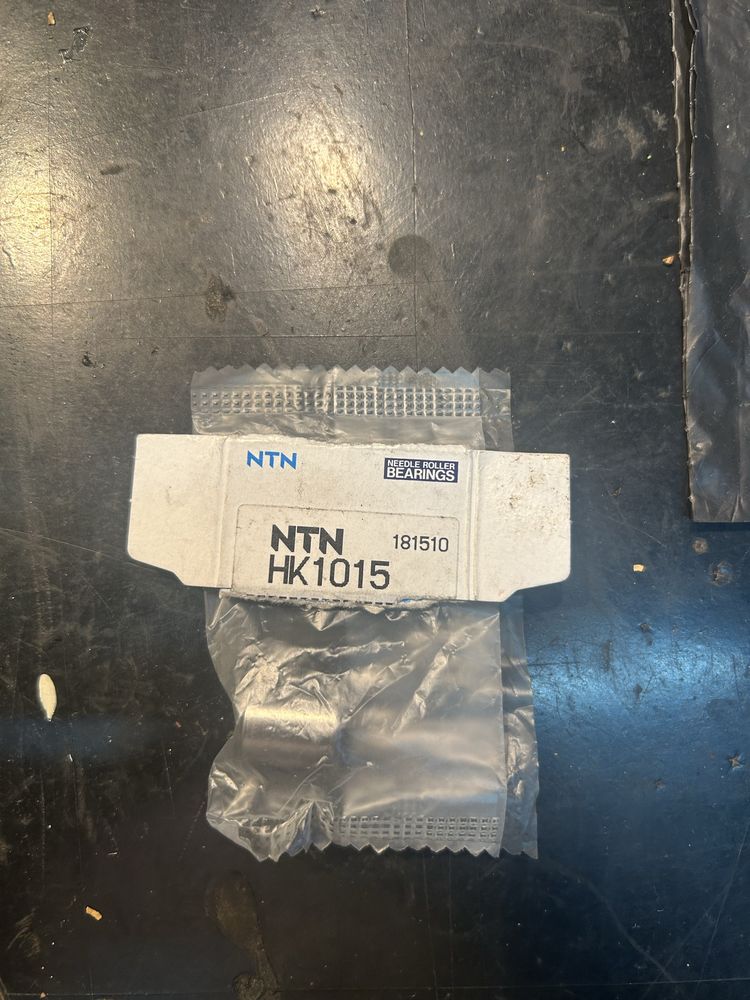 NTN
NEEDLE ROLLER
BEARINGS
NTN 181510
HK1015